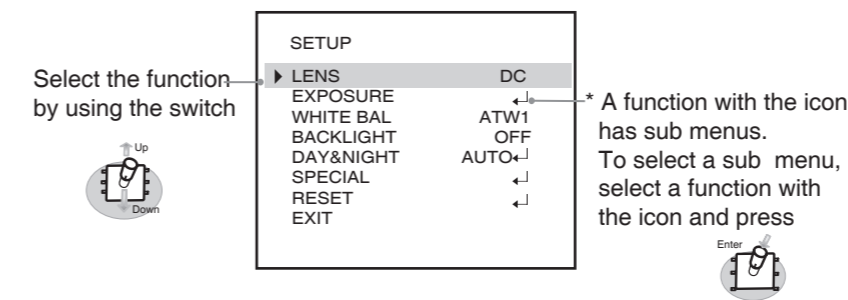 Select the function
by using the switch
Up
Down
SETUP
LENS DC
EXPOSURE ↵
WHITE BAL ATW1
BACKLIGHT OFF
DAY&NIGHT AUTO↵
SPECIAL ↵
RESET ↵
EXIT
* A function with the icon
has sub menus.
To select a sub menu,
select a function with
the icon and press
Enter